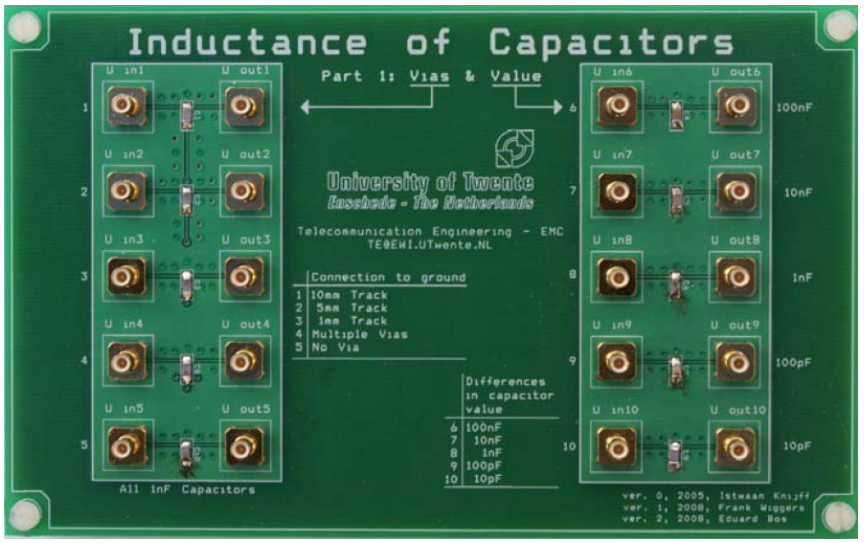 Inductance of Capacitors
Part 1: Vias & Value
U in1 U out1
1
U in2 U out2
2
U in3 U out3
3
U in4 U out4
4
U in5 U out5
5
All 1nF Capacitors
University of Twente
Enschede - The Netherlands
Telecommunication Engineering - EMC
TE@EWI.UTwente.NL
Connection to ground
1 10mm Track
2 5mm Track
3 1mm Track
4 Multiple Vias
5 No Via
Differences
in capacitor
value
6 100nF
7 10nF
8 1nF
9 100pF
10 10pF
U in6 U out6
6 100nF
U in7 U out7
7 10nF
U in8 U out8
8 1nF
U in9 U out9
9 100pF
U in10 U out10
10 10pF
ver. 0, 2005, Istwaan Knijff
ver. 1, 2008, Frank Wiggers
ver. 2, 2008, Eduard Bos